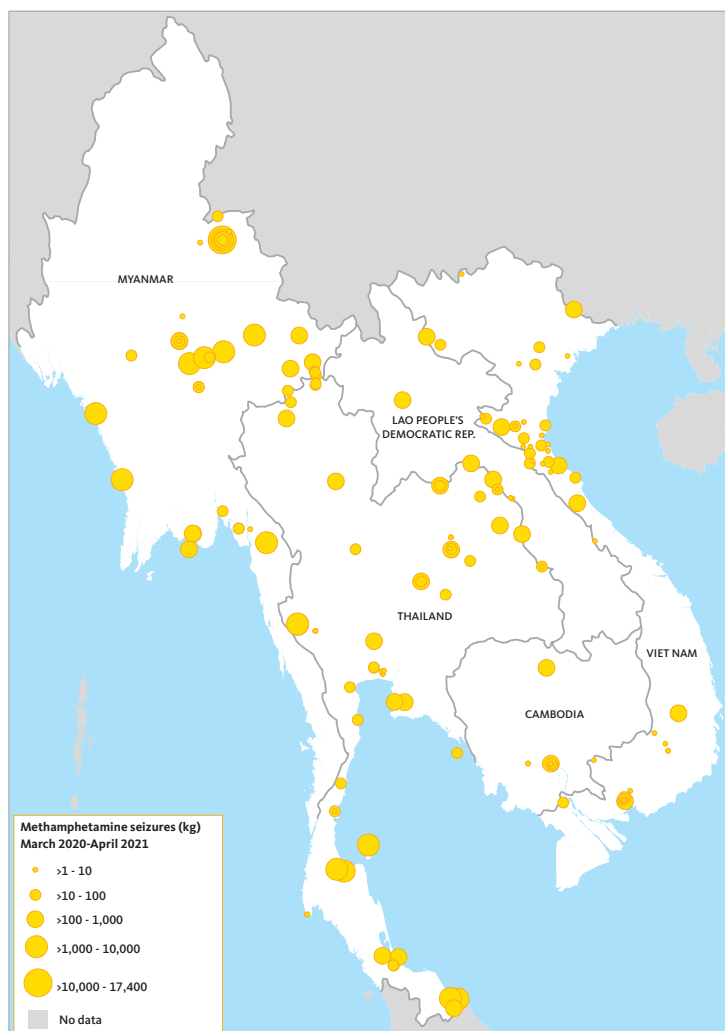 MYANMAR
LAO PEOPLE'S
DEMOCRATIC REP.
THAILAND
VIET NAM
CAMBODIA
Methamphetamine seizures (kg)
March 2020-April 2021
>1 - 10
>10 - 100
>100 - 1,000
>1,000 - 10,000
>10,000 - 17,400
No data